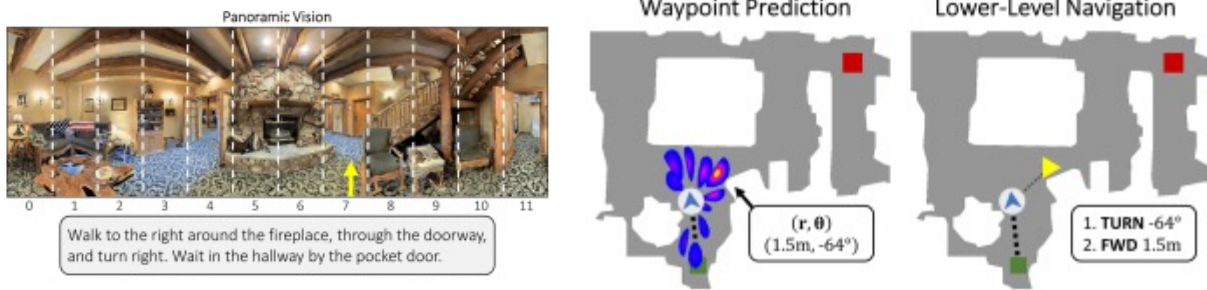 Panoramic Vision
0 1 2 3 4 5 6 7 8 9 10 11
Walk to the right around the fireplace, through the doorway,
and turn right. Wait in the hallway by the pocket door.
Waypoint Prediction
(r, θ)
(1.5m, -64º)
Lower-Level Navigation
1. TURN -64º
2. FWD 1.5m